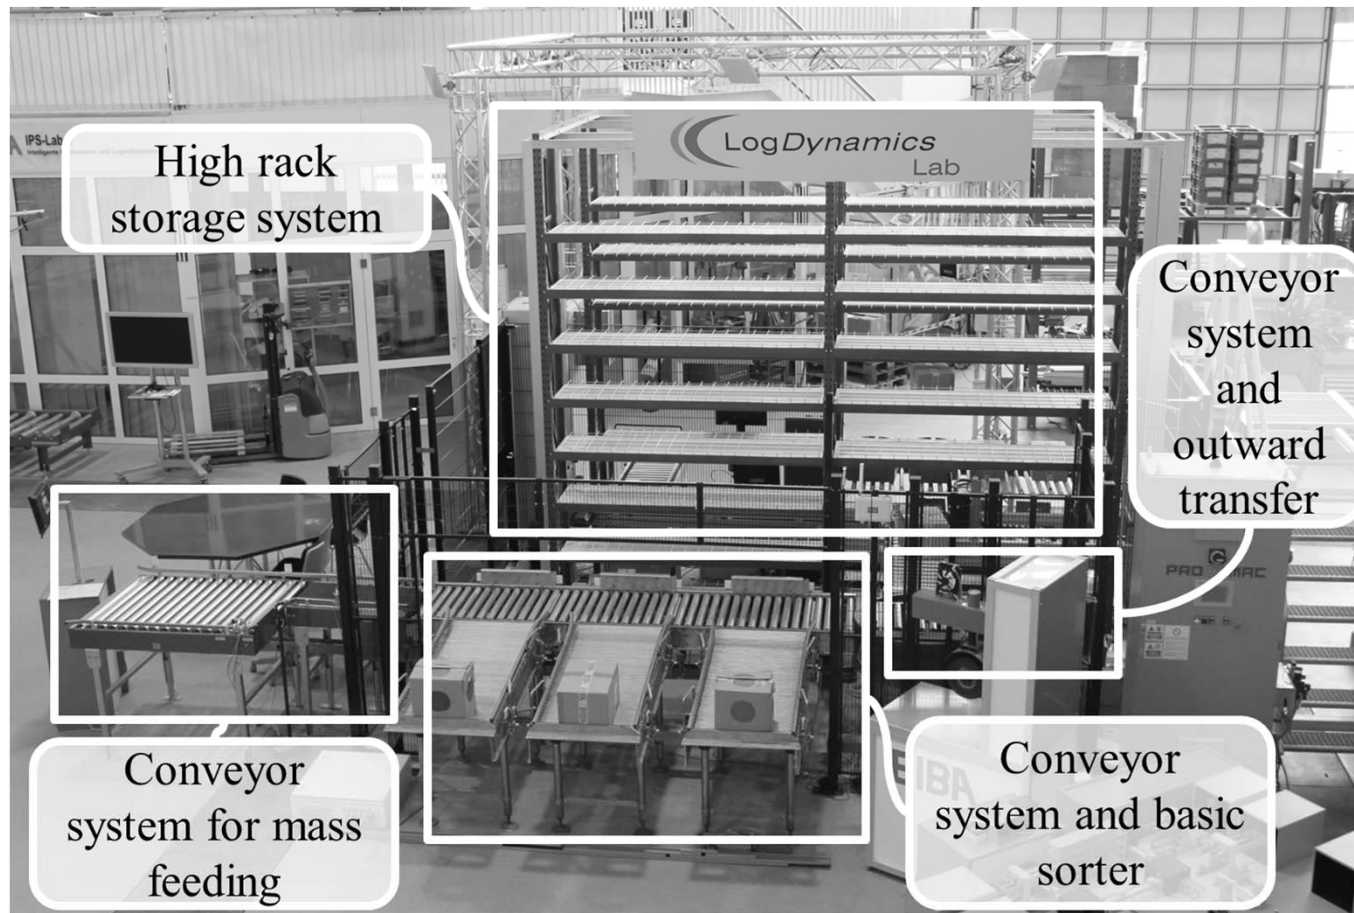 IPS-Lab
High rack
storage system
LogDynamics
Lab
Conveyor
system
and
outward
transfer
PRO
MAC
Conveyor
system for mass
feeding
Conveyor
system and basic
sorter
IBA